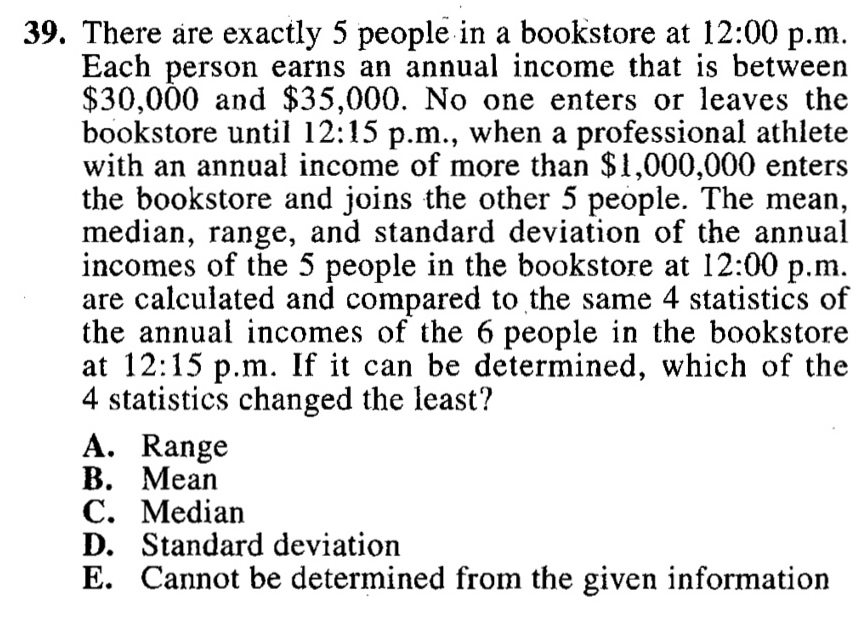 39. There are exactly 5 people in a bookstore at 12:00 p.m.
Each person earns an annual income that is between
$30,000 and $35,000. No one enters or leaves the
bookstore until 12:15 p.m., when a professional athlete
with an annual income of more than $1,000,000 enters
the bookstore and joins the other 5 people. The mean,
median, range, and standard deviation of the annual
incomes of the 5 people in the bookstore at 12:00 p.m.
are calculated and compared to the same 4 statistics of
the annual incomes of the 6 people in the bookstore
at 12:15 p.m. If it can be determined, which of the
4 statistics changed the least?
A. Range
B. Mean
C. Median
D. Standard deviation
E. Cannot be determined from the given information